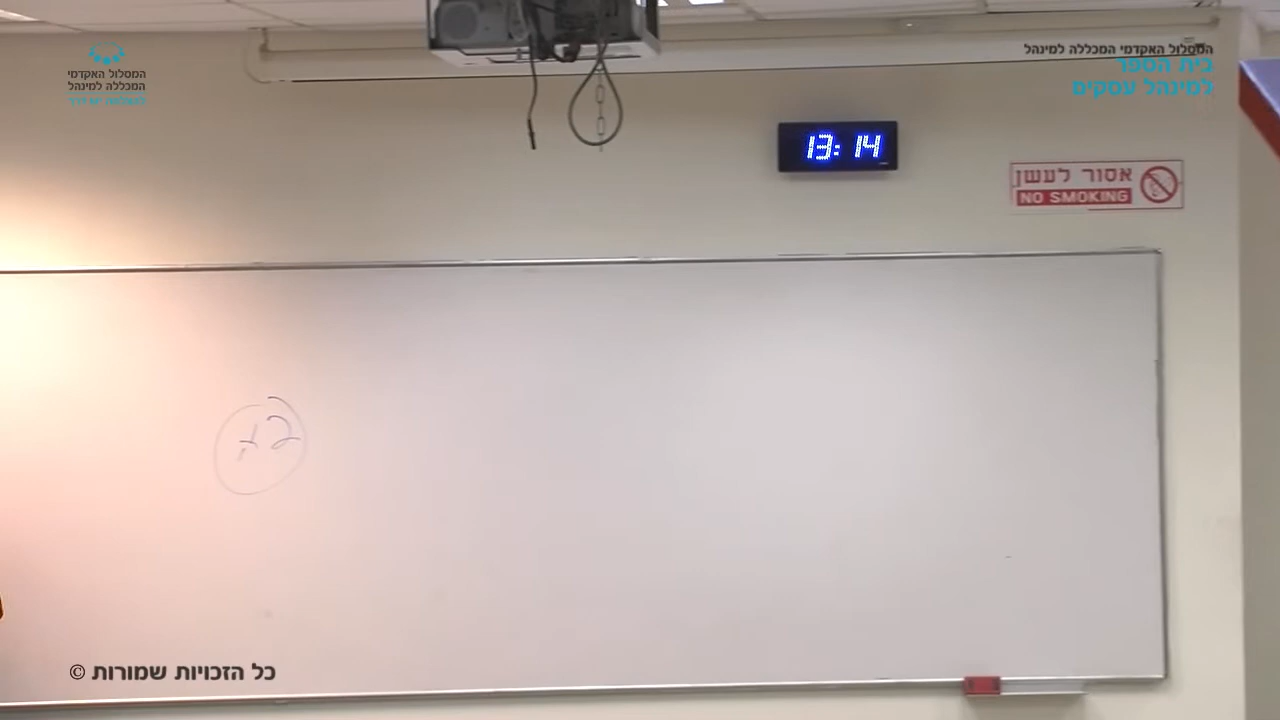 המסלול האקדמי המכללה למינהל
בית הספר
למינהל עסקים
המסלול האקדמי
המכללה למינהל
13:14
אסור לעשן
NO SMOKING
כל הזכויות שמורות ©